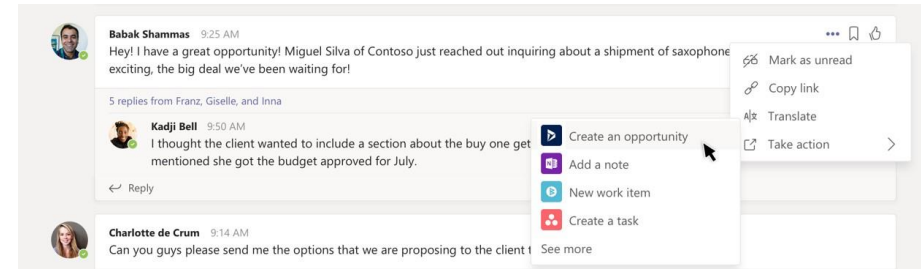 Babak Shammas 9:25 AM
Hey! I have a great opportunity! Miguel Silva of Contoso just reached out inquiring about a shipment of saxophone
exciting, the big deal we've been waiting for!
5 replies from Franz, Giselle, and Inna
Kadji Bell 9:50 AM
I thought the client wanted to include a section about the buy one get
mentioned she got the budget approved for July.
Reply
Charlotte de Crum 9:14 AM
Can you guys please send me the options that we are proposing to the client
Mark as unread
Copy link
Translate
Take action
Create an opportunity
Add a note
New work item
Create a task
See more